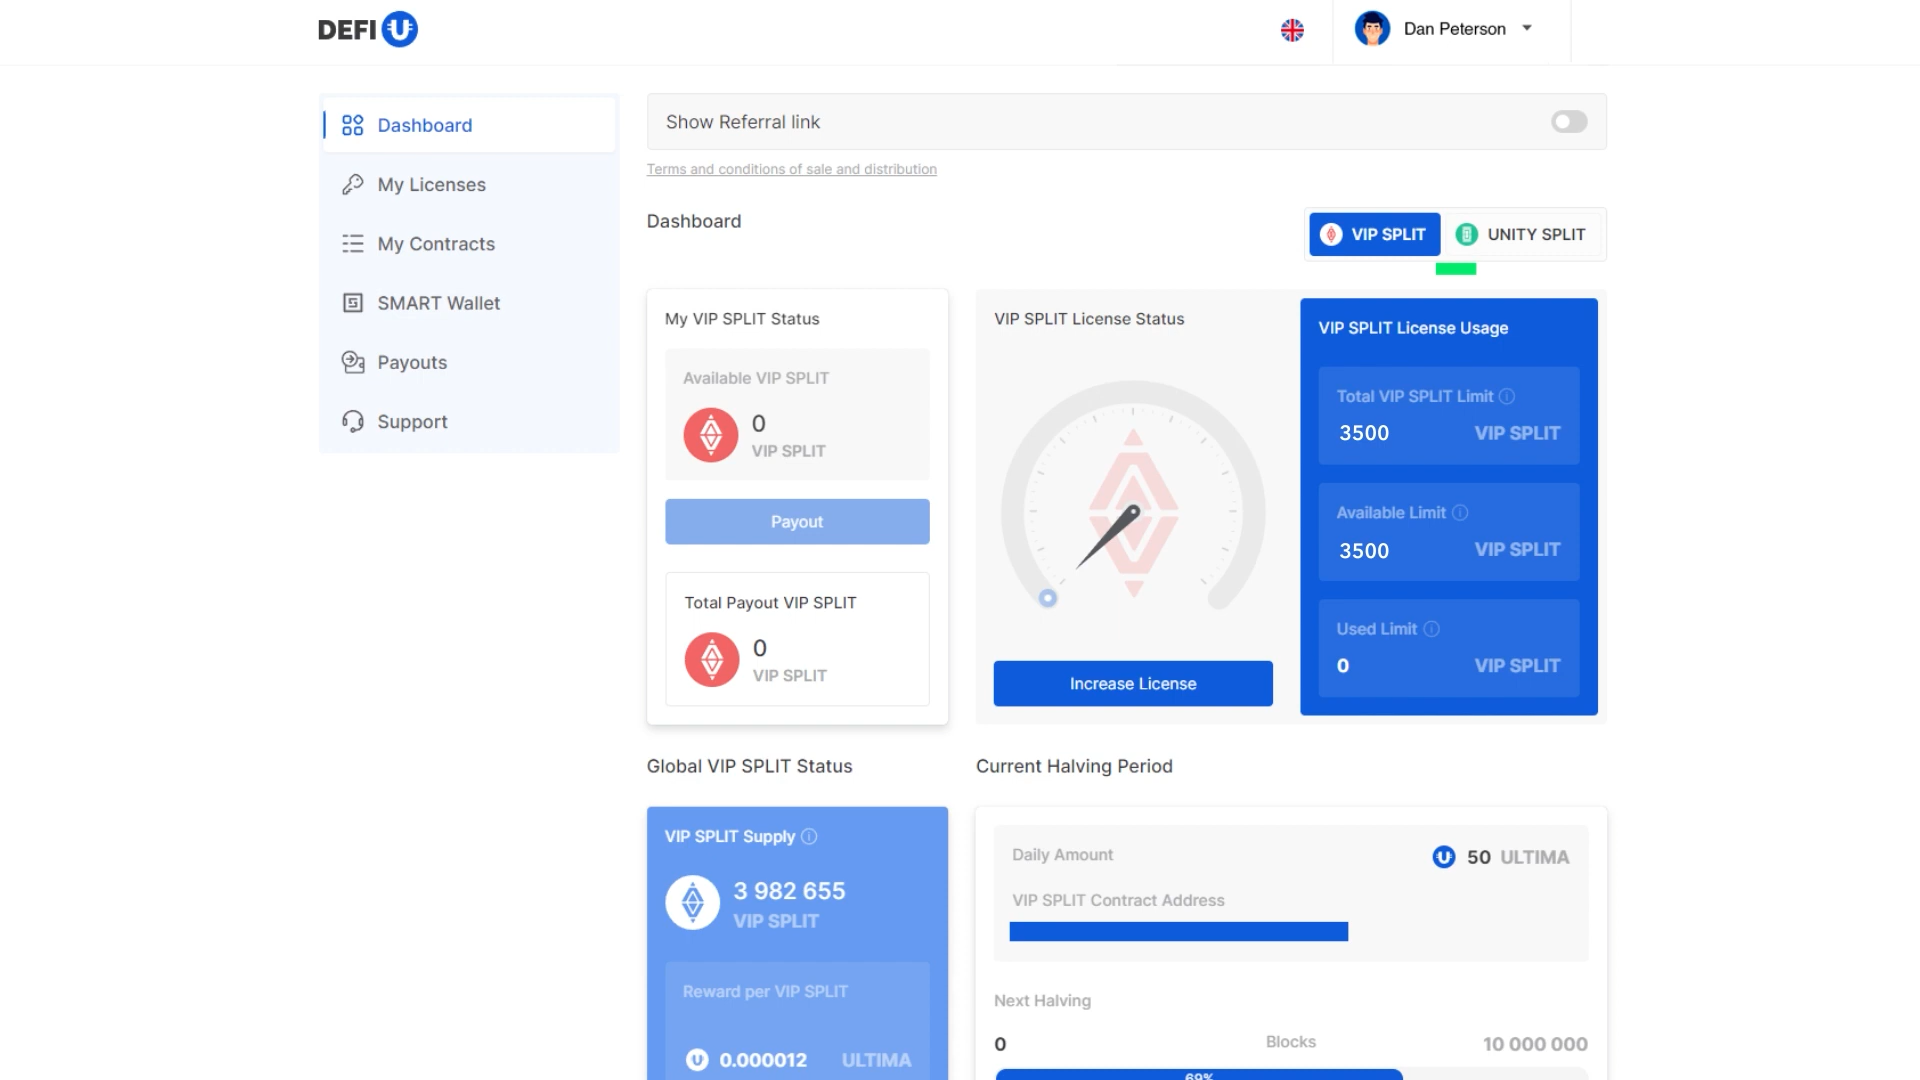 DEFI U
Dan Peterson
Dashboard
My Licenses
My Contracts
SMART Wallet
Payouts
Support
Show Referral link
Terms and conditions of sale and distribution
Dashboard
VIP SPLIT
UNITY SPLIT
My VIP SPLIT Status
Available VIP SPLIT
0
VIP SPLIT
Payout
Total Payout VIP SPLIT
0
VIP SPLIT
VIP SPLIT License Status
Increase License
VIP SPLIT License Usage
Total VIP SPLIT Limit
3500 VIP SPLIT
Available Limit
3500 VIP SPLIT
Used Limit
0 VIP SPLIT
Global VIP SPLIT Status
VIP SPLIT Supply
3 982 655
VIP SPLIT
Reward per VIP SPLIT
0.000012 ULTIMA
Current Halving Period
Daily Amount 50 ULTIMA
VIP SPLIT Contract Address
Next Halving
0 Blocks 10 000 000
69%